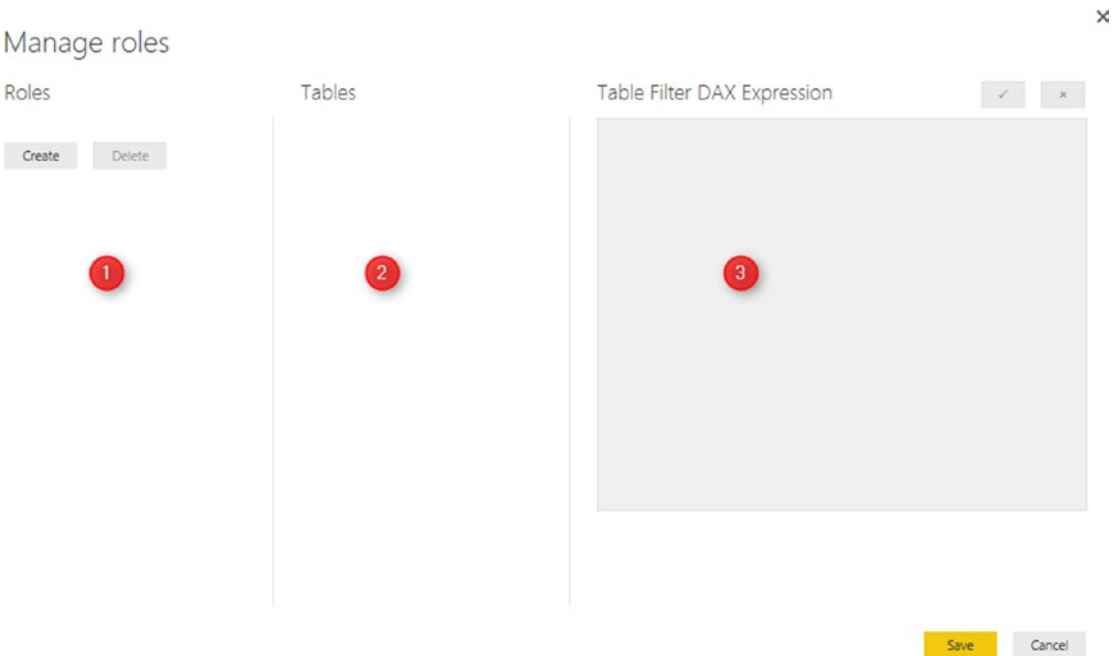 Manage roles
Roles
Tables
Table Filter DAX Expression
Create
Delete
1
2
3
Save
Cancel